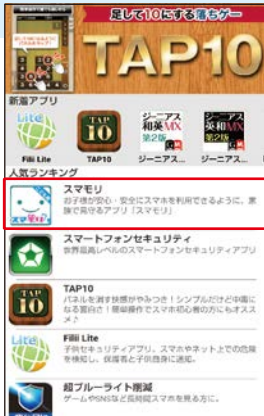 足して10にする落ちゲー
TAP10
新着アプリ
Lite
TAP
10
ジーニアス
和英MX
第2版
ジーニアス
英和MX
第2版
Filii Lite
TAP10
ジーニアス...
ジーニアス...
人気ランキング
スマモリ
お子様が安心・安全にスマホを利用できるように、家
族で見守るアプリ「スマモリ」
スマートフォンセキュリティ
世界最高レベルのスマートフォンセキュリティアプリ
TAP
10
TAP10
パネルを消す快感がやみつき！シンプルだけど中毒に
なる面白さ！簡単操作でスマホ初心者の方にもオスス
メ♪
Lite
Filii Lite
子供セキュリティアプリ。スマホやネット上での危険
を検知し、保護者と子供自身に通知。
超ブルーライト削減
ゲームやSNSなど長時間スマホを見る方に。